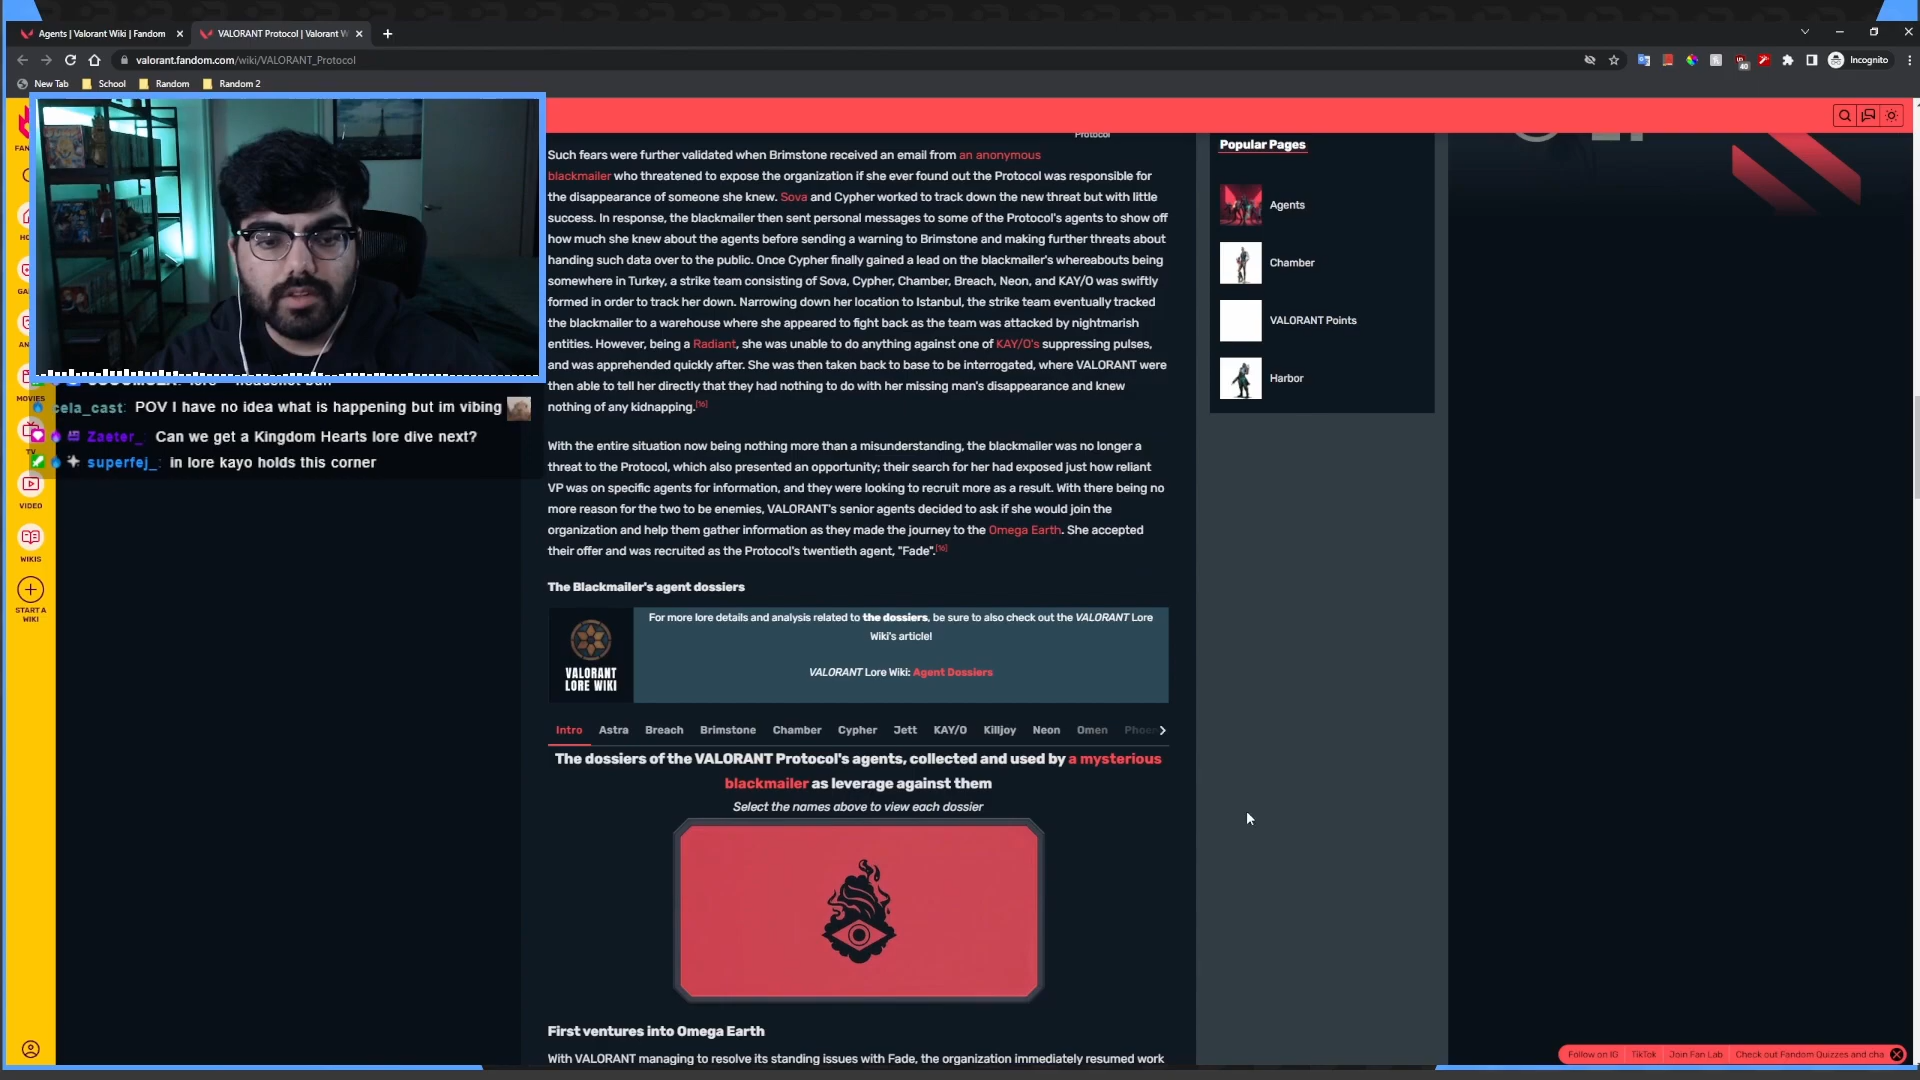 Agents | Valorant Wiki | Fandom
VALORANT Protocol | Valorant W
valorant.fandom.com/wiki/VALORANT_Protocol
40
Incognito
New Tab
School
Random
Random 2
Protocol
Such fears were further validated when Brimstone received an email from an anonymous
blackmailer who threatened to expose the organization if she ever found out the Protocol was responsible for
the disappearance of someone she knew. Sova and Cypher worked to track down the new threat but with little
success. In response, the blackmailer then sent personal messages to some of the Protocol's agents to show off
how much she knew about the agents before sending a warning to Brimstone and making further threats about
handing such data over to the public. Once Cypher finally gained a lead on the blackmailer's whereabouts being
somewhere in Turkey, a strike team consisting of Sova, Cypher, Chamber, Breach, Neon, and KAY/O was swiftly
formed in order to track her down. Narrowing down her location to Istanbul, the strike team eventually tracked
the blackmailer to a warehouse where she appeared to fight back as the team was attacked by nightmarish
entities. However, being a Radiant, she was unable to do anything against one of KAY/O's suppressing pulses,
and was apprehended quickly after. She was then taken back to base to be interrogated, where VALORANT were
then able to tell her directly that they had nothing to do with her missing man's disappearance and knew
nothing of any kidnapping.[16]
With the entire situation now being nothing more than a misunderstanding, the blackmailer was no longer a
threat to the Protocol, which also presented an opportunity; their search for her had exposed just how reliant
VP was on specific agents for information, and they were looking to recruit more as a result. With there being no
more reason for the two to be enemies, VALORANT's senior agents decided to ask if she would join the
organization and help them gather information as they made the journey to the Omega Earth. She accepted
their offer and was recruited as the Protocol's twentieth agent, "Fade".[16]
The Blackmailer's agent dossiers
VALORANT
LORE WIKI
For more lore details and analysis related to the dossiers, be sure to also check out the VALORANT Lore
Wiki's article!
VALORANT Lore Wiki: Agent Dossiers
Intro Astra Breach Brimstone Chamber Cypher Jett KAY/O Killjoy Neon Omen Phoe
The dossiers of the VALORANT Protocol's agents, collected and used by a mysterious
blackmailer as leverage against them
Select the names above to view each dossier
First ventures into Omega Earth
With VALORANT managing to resolve its standing issues with Fade, the organization immediately resumed work
Popular Pages
Agents
Chamber
VALORANT Points
Harbor
cela_cast: POV I have no idea what is happening but im vibing
Zaeter_: Can we get a Kingdom Hearts lore dive next?
superfej_: in lore kayo holds this corner
MOVIES
TV
VIDEO
WIKIS
START A
WIKI
Follow on IG
TikTok
Join Fan Lab
Check out Fandom Quizzes and cha